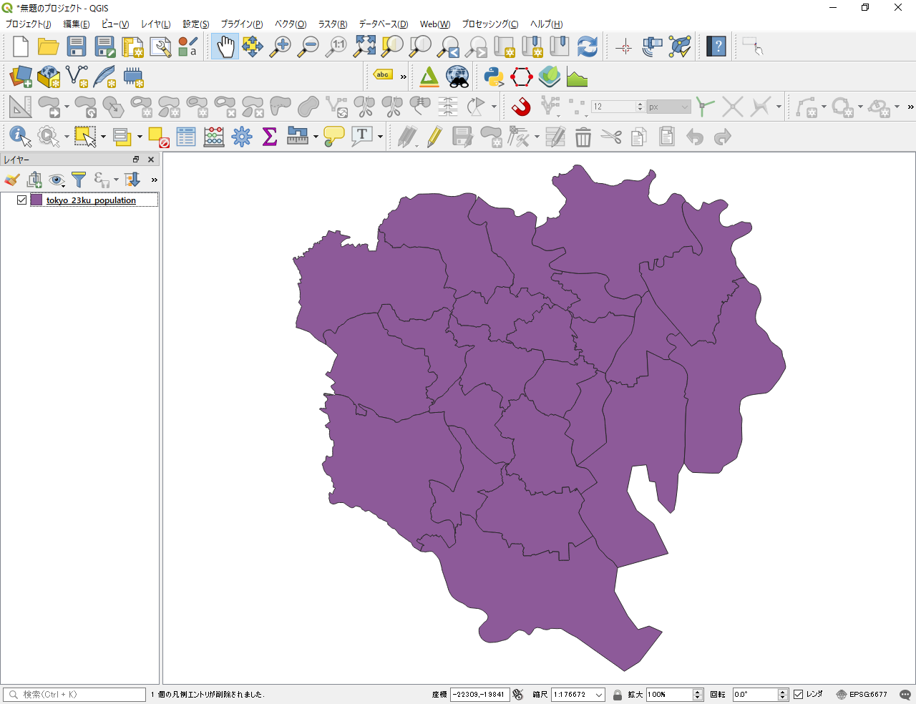 *無題のプロジェクト - QGIS
プロジェクト(J) 編集(E) ビュー(V) レイヤ(L) 設定(S) プラグイン(P) ベクタ(O) ラスタ(R) データベース(D) Web(W) プロセッシング(C) ヘルプ(H)
abc
12 px
レイヤー
tokyo_23ku_population
検索(Ctrl + K) 1 個の凡例エントリが削除されました. 座標 -22309,-19841 縮尺 1:176672 拡大 100% 回転 0.0° レンダ EPSG:6677